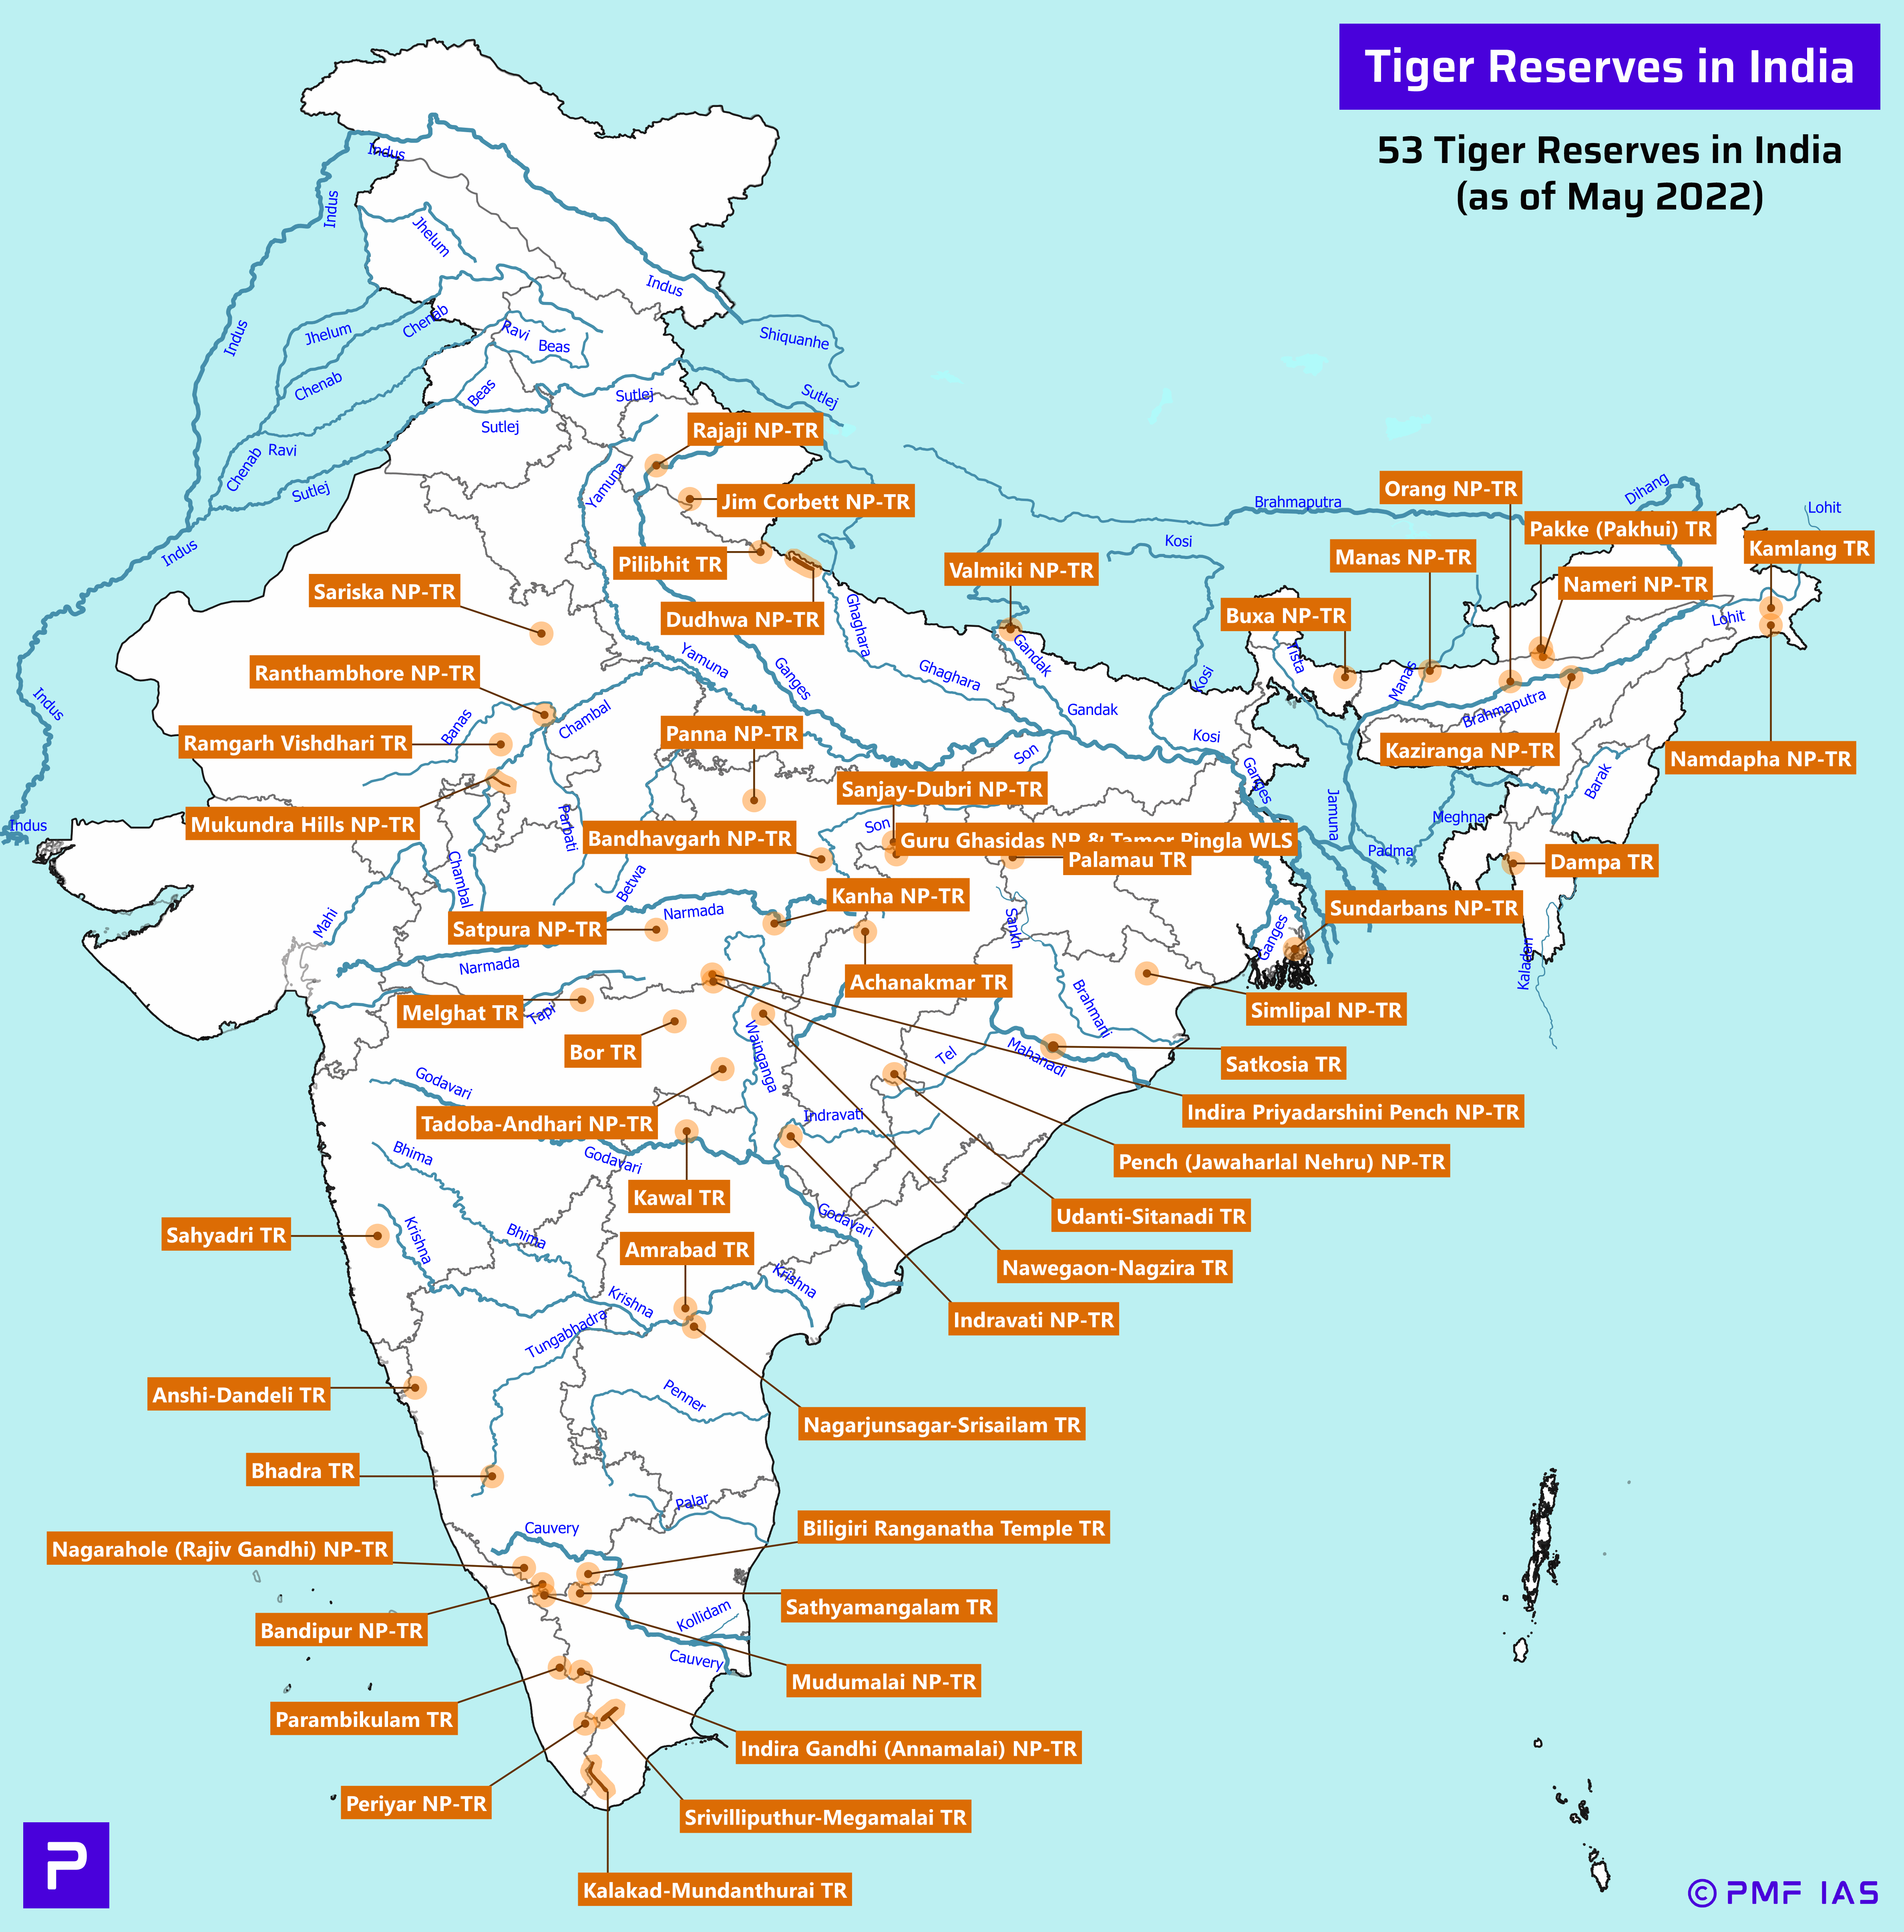 Tiger Reserves in India
53 Tiger Reserves in India
(as of May 2022)
Indus
Indus
Jhelum
Indus
Indus
Jhelum
Chenab
Ravi
Beas
Shiquanhe
Chenab
Beas
Sutlej
Sutlej
Sutlej
Rajaji NP-TR
Chenab
Ravi
Sutlej
Yamuna
Jim Corbett NP-TR
Orang NP-TR
Dihang
Brahmaputra
Lohit
Pakke (Pakhui) TR
Indus
Kosi
Kamlang TR
Pilibhit TR
Valmiki NP-TR
Manas NP-TR
Nameri NP-TR
Sariska NP-TR
Dudhwa NP-TR
Ghaghara
Buxa NP-TR
Lohit
Ranthambhore NP-TR
Yamuna
Ganges
Ghaghara
Gandak
Kosi
Tista
Manas
Indus
Banas
Chambal
Gandak
Brahmaputra
Ramgarh Vishdhari TR
Panna NP-TR
Son
Kosi
Kaziranga NP-TR
Namdapha NP-TR
Ganges
Barak
Sanjay-Dubri NP-TR
Indus
Mukundra Hills NP-TR
Parbati
Bandhavgarh NP-TR
Son
Guru Ghasidas NP & Tamor Pingla WLS
Jamuna
Meghna
Palamau TR
Padma
Dampa TR
Chambal
Betwa
Kanha NP-TR
Mahi
Satpura NP-TR
Narmada
Sankh
Ganges
Sundarbans NP-TR
Narmada
Achanakmar TR
Kaladen
Melghat TR
Tapi
Brahmani
Simlipal NP-TR
Bor TR
Wainganga
Tel
Mahanadi
Satkosia TR
Godavari
Tadoba-Andhari NP-TR
Indravati
Indira Priyadarshini Pench NP-TR
Bhima
Godavari
Pench (Jawaharlal Nehru) NP-TR
Kawal TR
Sahyadri TR
Krishna
Bhima
Godavari
Udanti-Sitanadi TR
Amrabad TR
Nawegaon-Nagzira TR
Krishna
Krishna
Tungabhadra
Indravati NP-TR
Anshi-Dandeli TR
Penner
Nagarjunsagar-Srisailam TR
Bhadra TR
Palar
Cauvery
Biligiri Ranganatha Temple TR
Nagarahole (Rajiv Gandhi) NP-TR
Bandipur NP-TR
Sathyamangalam TR
Kollidam
Cauvery
Mudumalai NP-TR
Parambikulam TR
Indira Gandhi (Annamalai) NP-TR
Periyar NP-TR
Srivilliputhur-Megamalai TR
Kalakad-Mundanthurai TR
P
© PMF IAS